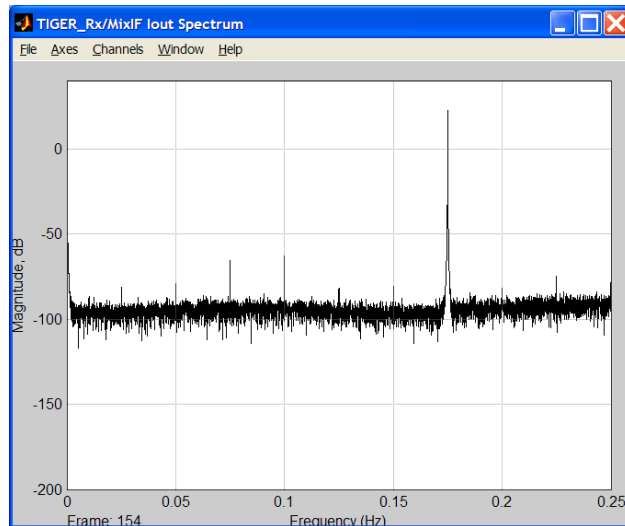 TIGER_Rx/MixIF Iout Spectrum
File Axes Channels Window Help
0
-50
-100
-150
-200
Magnitude, dB
0 0.05 0.1 0.15 0.2 0.25
Frame: 154 Frequency (Hz)